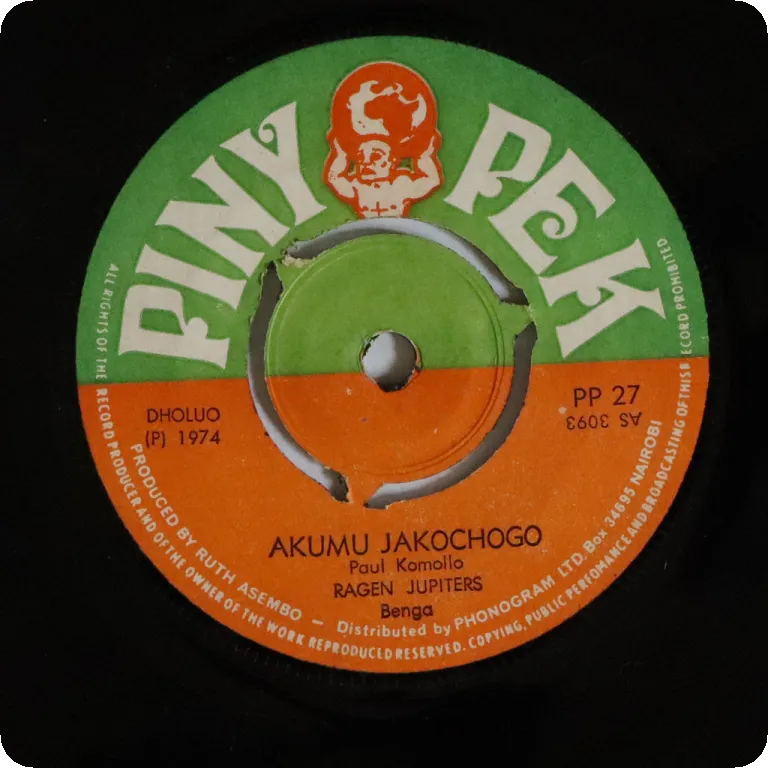 PINY PEK
DHOLUO
(P) 1974
PP 27
AS 3093
AKUMU JAKOCHOGO
Paul Komollo
RAGEN JUPITERS
Benga
PRODUCED BY RUTH ASEMBO – Distributed by PHONOGRAM LTD. Box 34695 NAIROBI
ALL RIGHTS OF THE RECORD PRODUCER AND OF THE OWNER OF THE WORK REPRODUCED RESERVED. COPYING, PUBLIC PERFOMANCE AND BROADCASTING OF THIS RECORD PROHIBITED